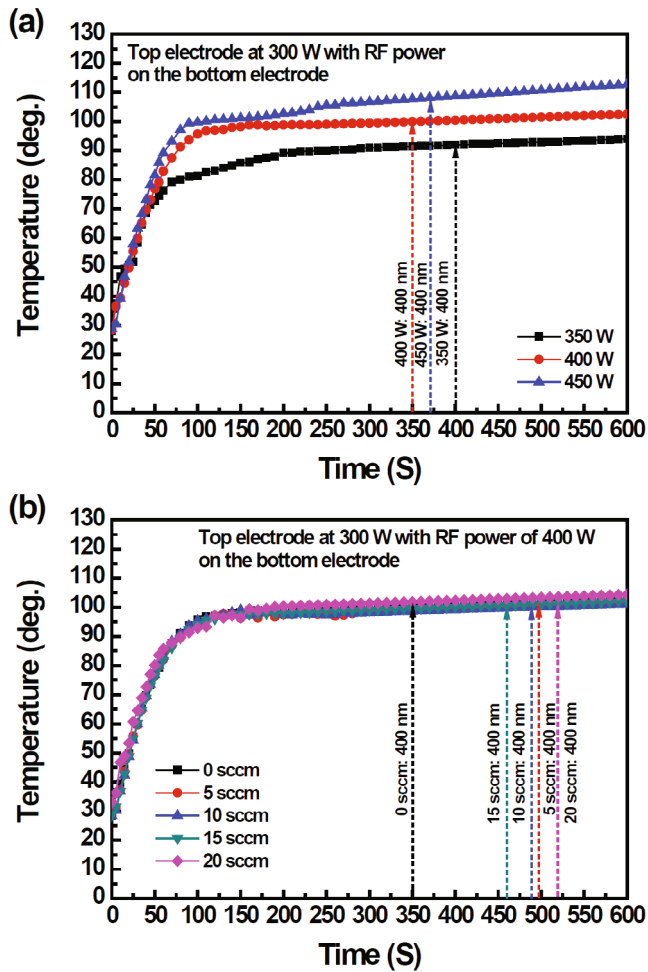 (a)
Top electrode at 300 W with RF power
on the bottom electrode
130
120
110
100
90
80
70
60
50
40
30
20
10
0
Temperature (deg.)
400 W: 400 nm
450 W: 400 nm
350 W: 400 nm
350 W
400 W
450 W
0 50 100 150 200 250 300 350 400 450 500 550 600
Time (S)
(b)
Top electrode at 300 W with RF power of 400 W
on the bottom electrode
130
120
110
100
90
80
70
60
50
40
30
20
10
0
Temperature (deg.)
0 sccm
5 sccm
10 sccm
15 sccm
20 sccm
0 sccm: 400 nm
15 sccm: 400 nm
10 sccm: 400 nm
5 sccm: 400 nm
20 sccm: 400 nm
0 50 100 150 200 250 300 350 400 450 500 550 600
Time (S)